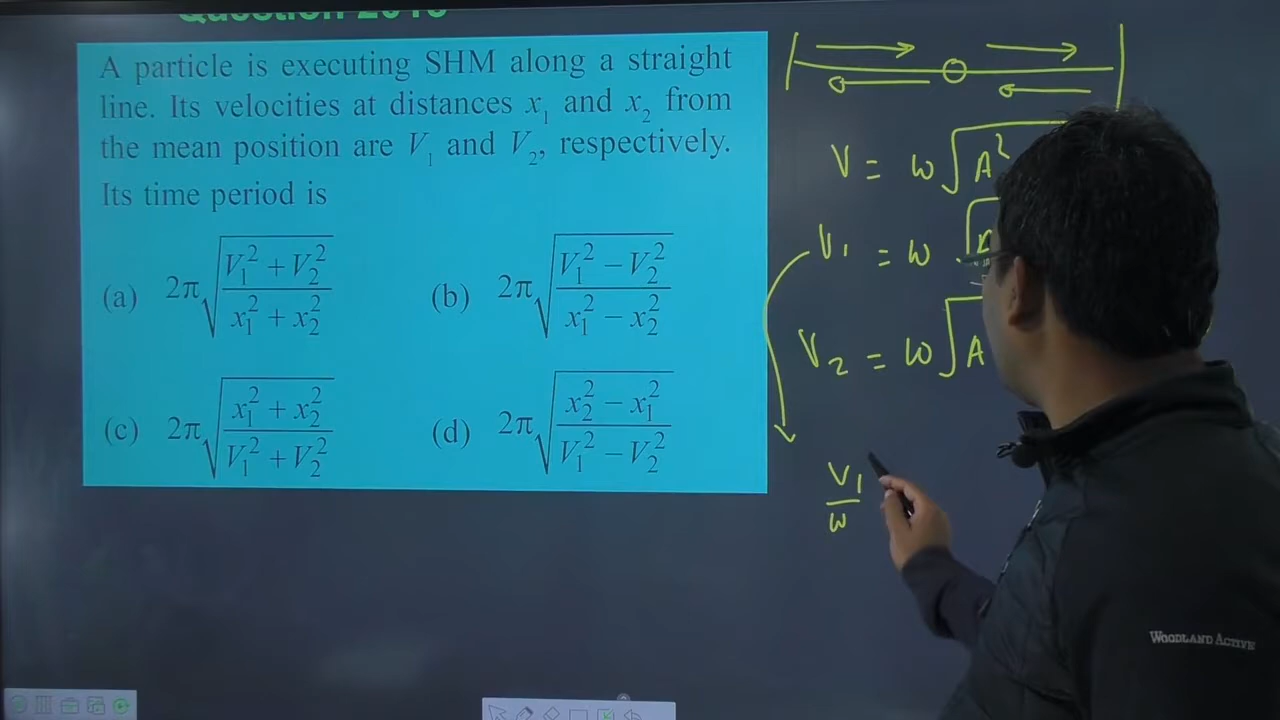 A particle is executing SHM along a straight
line. Its velocities at distances x₁ and x₂ from
the mean position are V₁ and V₂, respectively.
Its time period is
(a) 2π√((V₁² + V₂²)/(x₁² + x₂²))
(b) 2π√((V₁² − V₂²)/(x₁² − x₂²))
(c) 2π√((x₁² + x₂²)/(V₁² + V₂²))
(d) 2π√((x₂² − x₁²)/(V₁² − V₂²))
V = ω√A²
V₁ = ω√
V₂ = ω√A
V₁/ω
WOODLAND ACTIVE